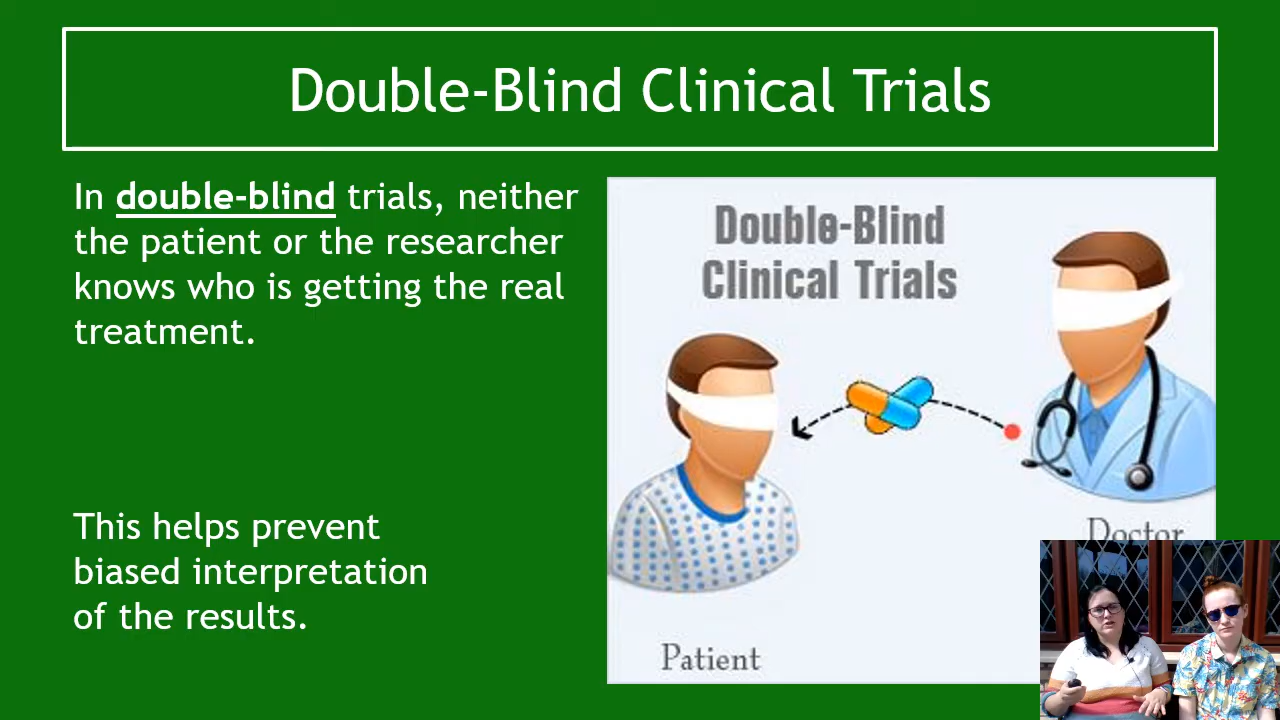 Double-Blind Clinical Trials
In double-blind trials, neither
the patient or the researcher
knows who is getting the real
treatment.
This helps prevent
biased interpretation
of the results.
Double-Blind
Clinical Trials
Doctor
Patient